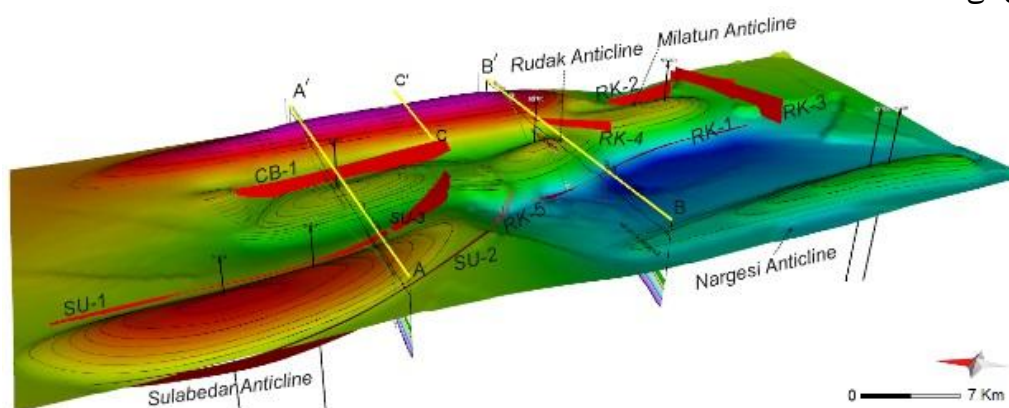 Milatun Anticline
Rudak Anticline
A'
C'
B'
RK-2
RK-3
RK-1
RK-4
C
CB-1
SU-3
RK-5
B
A
SU-2
Nargesi Anticline
SU-1
Sulabedar Anticline
0 7 Km